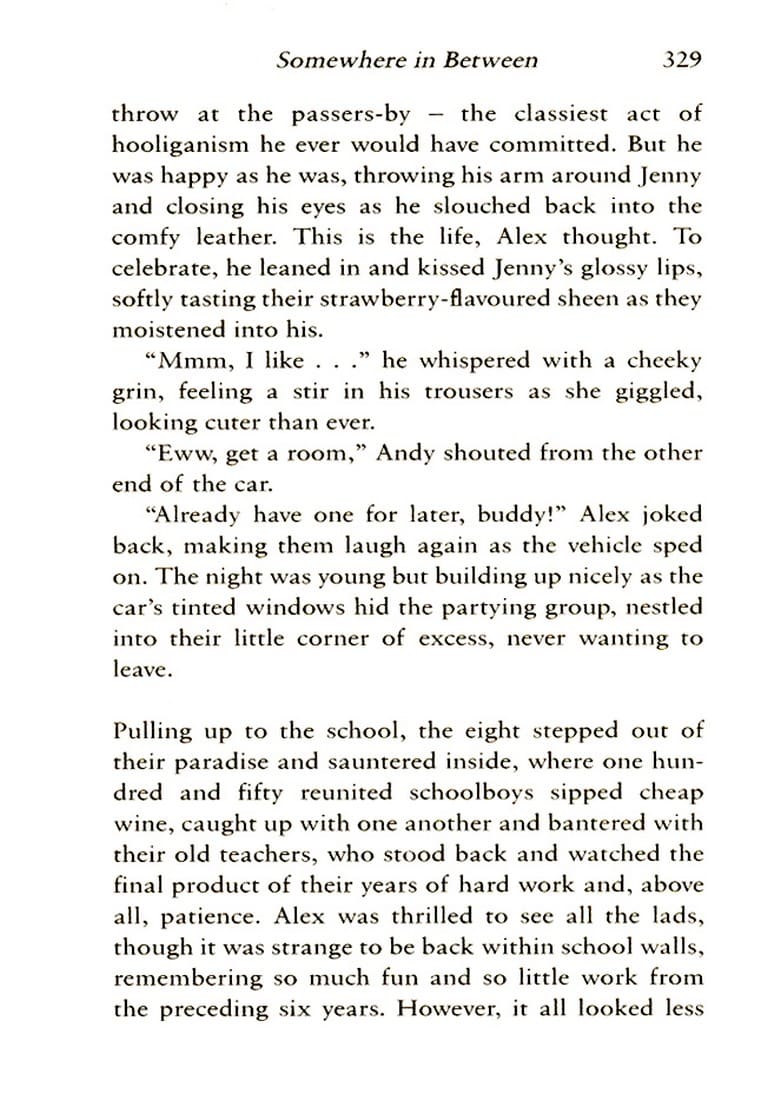 Somewhere in Between 329
throw at the passers-by – the classiest act of
hooliganism he ever would have committed. But he
was happy as he was, throwing his arm around Jenny
and closing his eyes as he slouched back into the
comfy leather. This is the life, Alex thought. To
celebrate, he leaned in and kissed Jenny’s glossy lips,
softly tasting their strawberry-flavoured sheen as they
moistened into his.
“Mmm, I like . . .” he whispered with a cheeky
grin, feeling a stir in his trousers as she giggled,
looking cuter than ever.
“Eww, get a room,” Andy shouted from the other
end of the car.
“Already have one for later, buddy!” Alex joked
back, making them laugh again as the vehicle sped
on. The night was young but building up nicely as the
car’s tinted windows hid the partying group, nestled
into their little corner of excess, never wanting to
leave.
Pulling up to the school, the eight stepped out of
their paradise and sauntered inside, where one hun-
dred and fifty reunited schoolboys sipped cheap
wine, caught up with one another and bantered with
their old teachers, who stood back and watched the
final product of their years of hard work and, above
all, patience. Alex was thrilled to see all the lads,
though it was strange to be back within school walls,
remembering so much fun and so little work from
the preceding six years. However, it all looked less